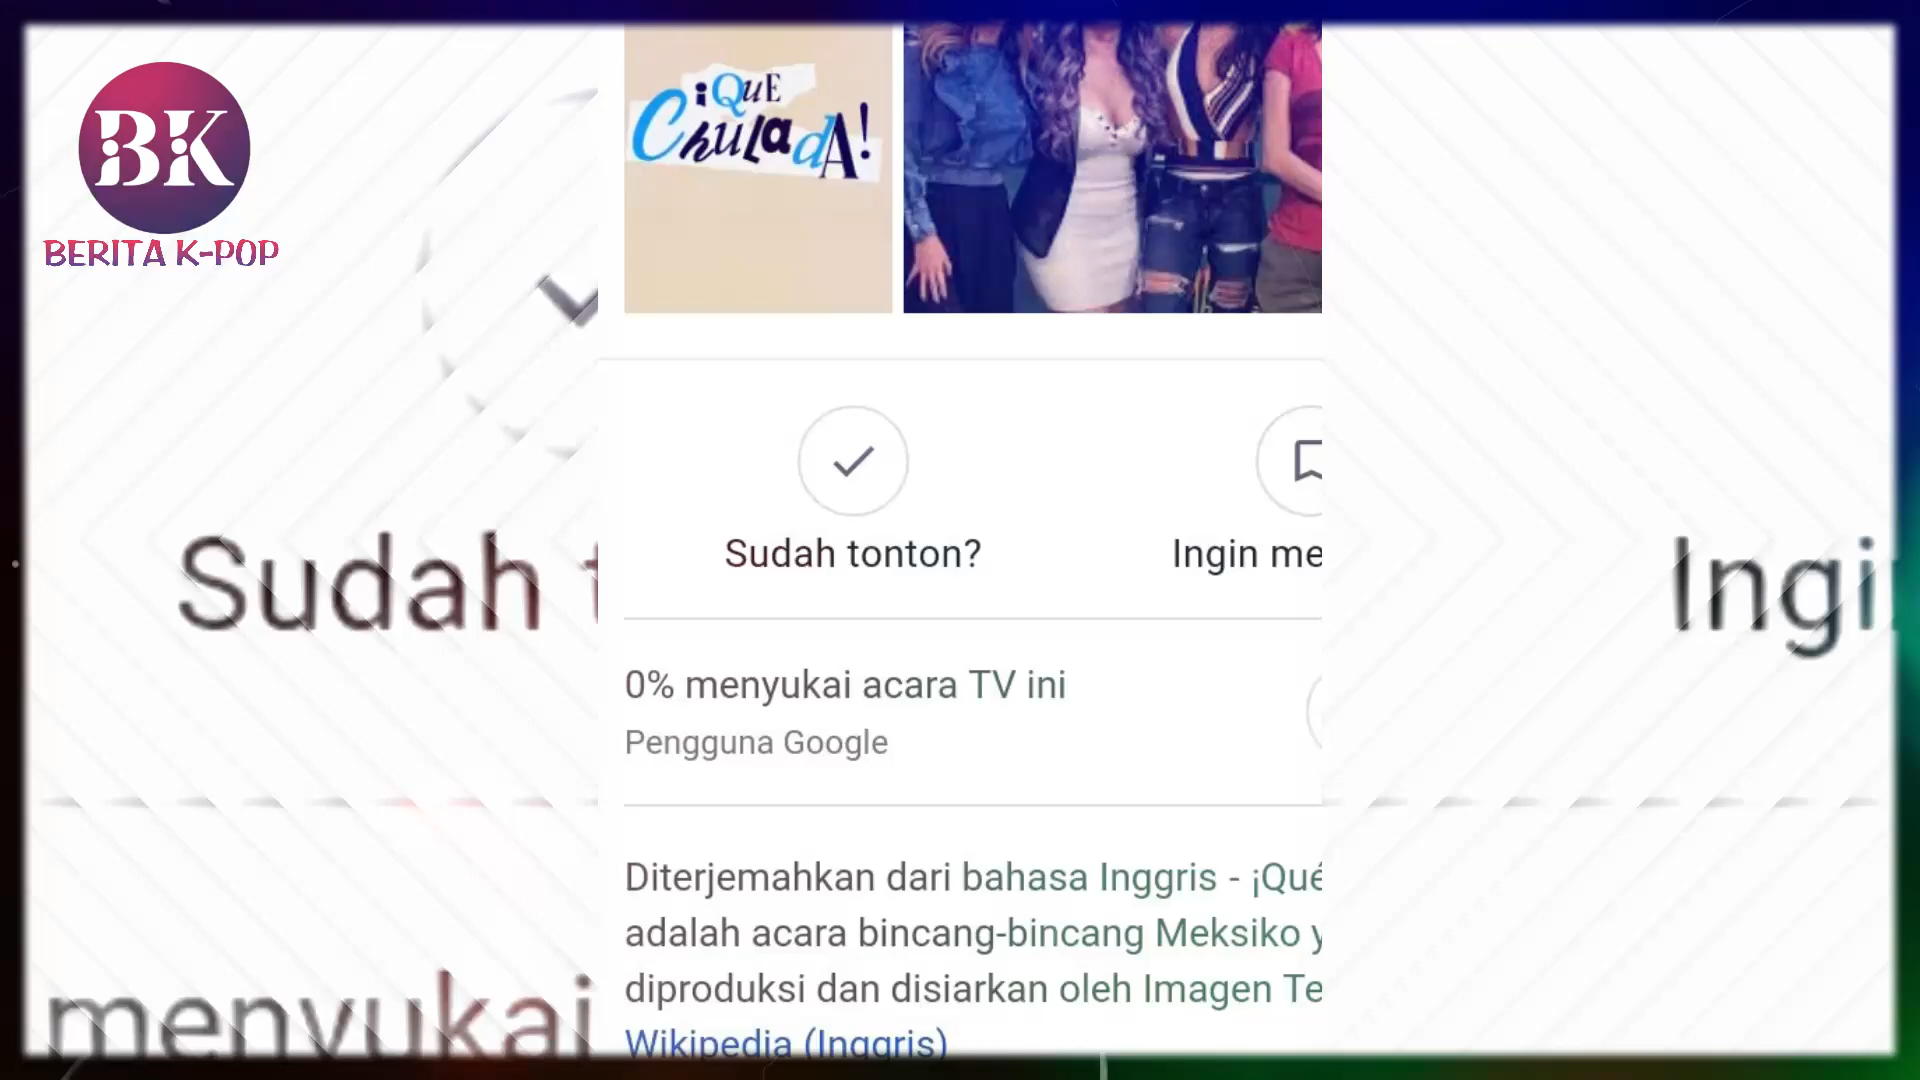 BK
BERITA K-POP
¡QUE
ChuLadA!
Sudah tonton?
Ingin me
0% menyukai acara TV ini
Pengguna Google
Diterjemahkan dari bahasa Inggris - ¡Qué
adalah acara bincang-bincang Meksiko y
diproduksi dan disiarkan oleh Imagen Te
Wikipedia (Inggris)
Sudah t
Ingi
menyukai